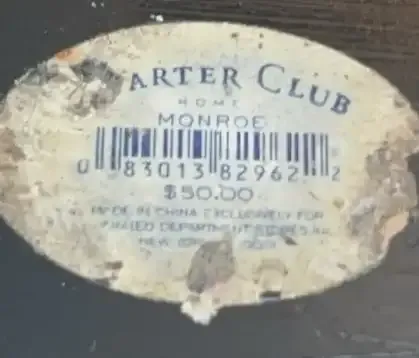 ARTER CLUB
HOME
MONROE
0 83013 82962 2
$50.00
MADE IN CHINA EXCLUSIVELY FOR
DEPARTMENT STORES
NEW